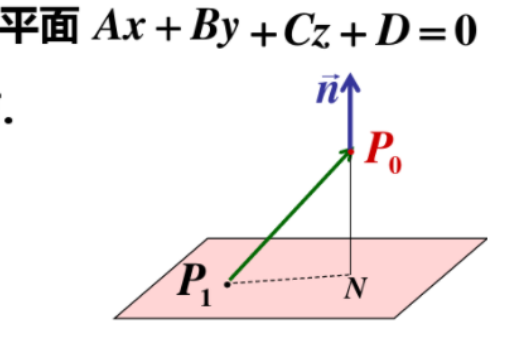 平面 Ax + By + Cz + D = 0
.
n⃗
P₀
P₁
N